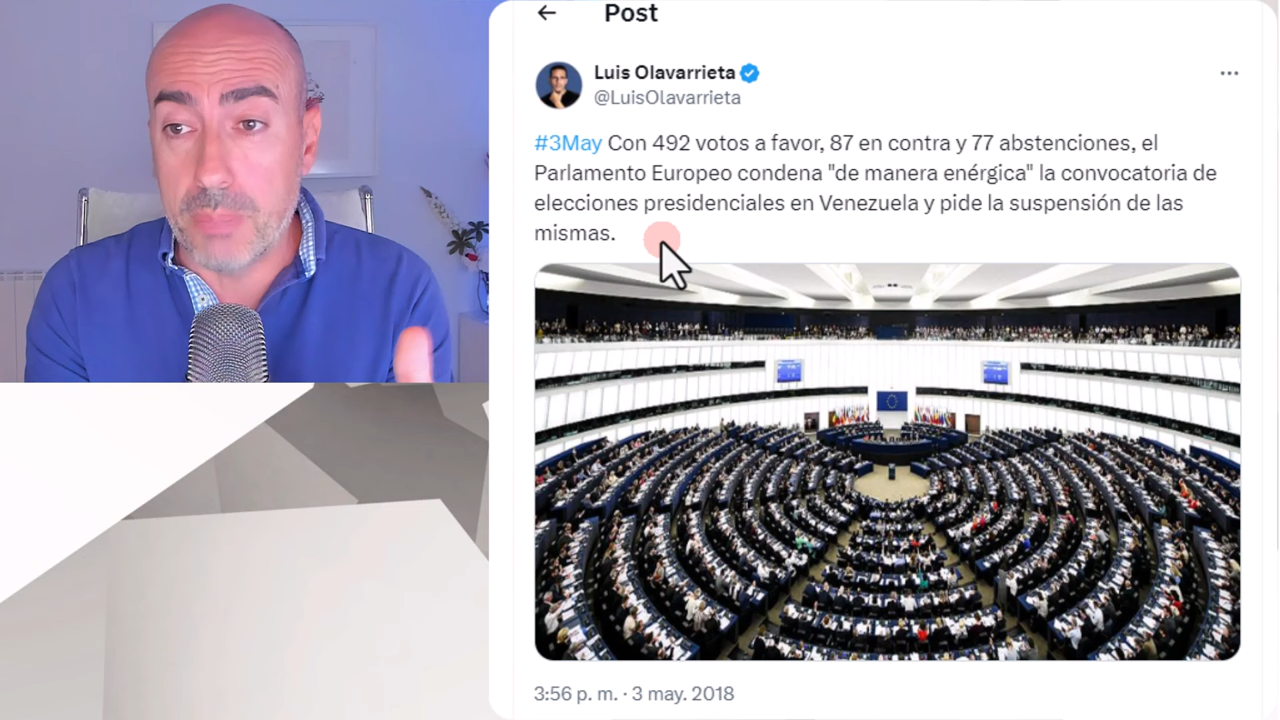 Post
Luis Olavarrieta
@LuisOlavarrieta
#3May Con 492 votos a favor, 87 en contra y 77 abstenciones, el
Parlamento Europeo condena "de manera enérgica" la convocatoria de
elecciones presidenciales en Venezuela y pide la suspensión de las
mismas.
3:56 p. m. · 3 may. 2018